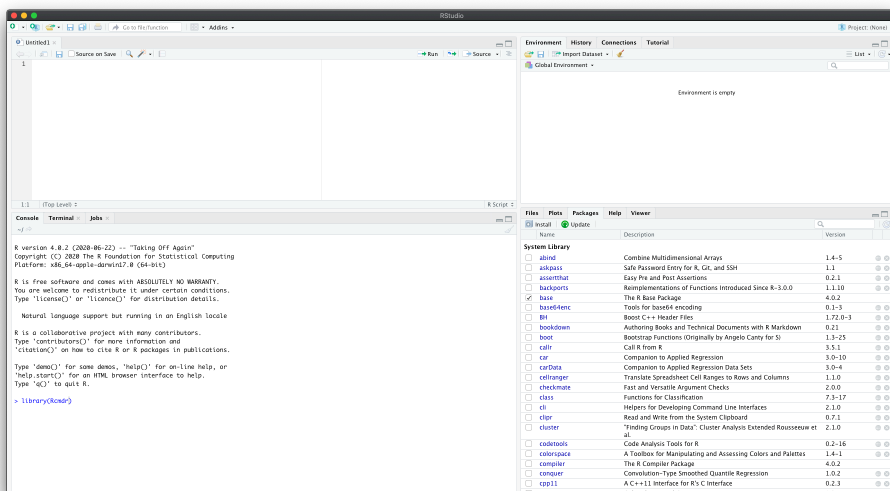 RStudio
Go to file/function
Addins
Project: (None)
Untitled1
Source on Save
Run
Source
1
1:1
(Top Level)
R Script
Console Terminal Jobs
~/
R version 4.0.2 (2020-06-22) -- "Taking Off Again"
Copyright (C) 2020 The R Foundation for Statistical Computing
Platform: x86_64-apple-darwin17.0 (64-bit)
R is free software and comes with ABSOLUTELY NO WARRANTY.
You are welcome to redistribute it under certain conditions.
Type 'license()' or 'licence()' for distribution details.
Natural language support but running in an English locale
R is a collaborative project with many contributors.
Type 'contributors()' for more information and
'citation()' on how to cite R or R packages in publications.
Type 'demo()' for some demos, 'help()' for on-line help, or
'help.start()' for an HTML browser interface to help.
Type 'q()' to quit R.
> library(Rcmdr)
Environment History Connections Tutorial
Import Dataset
List
Global Environment
Environment is empty
Files Plots Packages Help Viewer
Install Update
Name Description Version
System Library
abind Combine Multidimensional Arrays 1.4-5
askpass Safe Password Entry for R, Git, and SSH 1.1
assertthat Easy Pre and Post Assertions 0.2.1
backports Reimplementations of Functions Introduced Since R-3.0.0 1.1.10
base The R Base Package 4.0.2
base64enc Tools for base64 encoding 0.1-3
BH Boost C++ Header Files 1.72.0-3
bookdown Authoring Books and Technical Documents with R Markdown 0.21
boot Bootstrap Functions (Originally by Angelo Canty for S) 1.3-25
callr Call R from R 3.5.1
car Companion to Applied Regression 3.0-10
carData Companion to Applied Regression Data Sets 3.0-4
cellranger Translate Spreadsheet Cell Ranges to Rows and Columns 1.1.0
checkmate Fast and Versatile Argument Checks 2.0.0
class Functions for Classification 7.3-17
cli Helpers for Developing Command Line Interfaces 2.1.0
clipr Read and Write from the System Clipboard 0.7.1
cluster "Finding Groups in Data": Cluster Analysis Extended Rousseeuw et 2.1.0
al.
codetools Code Analysis Tools for R 0.2-16
colorspace A Toolbox for Manipulating and Assessing Colors and Palettes 1.4-1
compiler The R Compiler Package 4.0.2
conquer Convolution-Type Smoothed Quantile Regression 1.0.2
cpp11 A C++11 Interface for R's C Interface 0.2.3